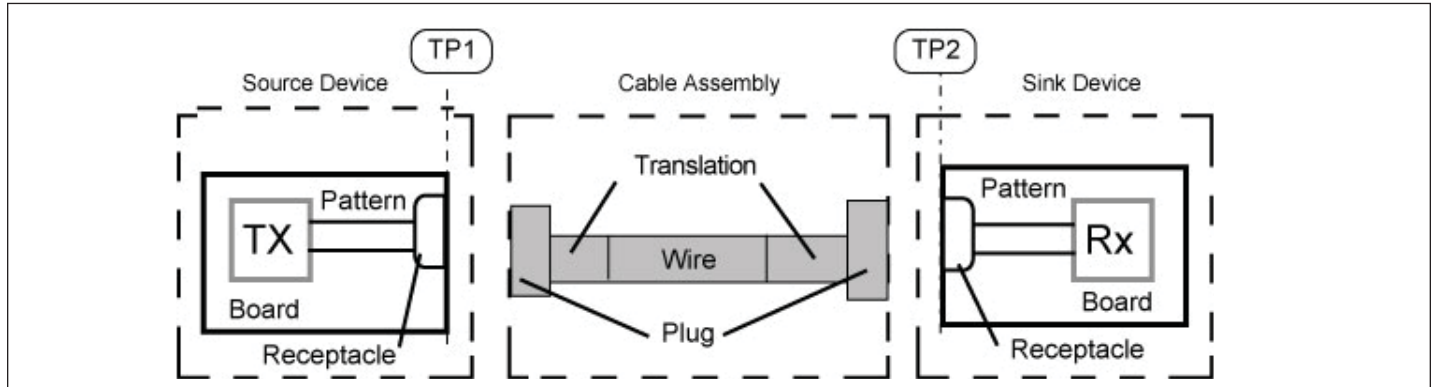 TP1
TP2
Source Device
Cable Assembly
Sink Device
Translation
Pattern
Pattern
TX
Wire
Rx
Board
Board
Plug
Receptacle
Receptacle